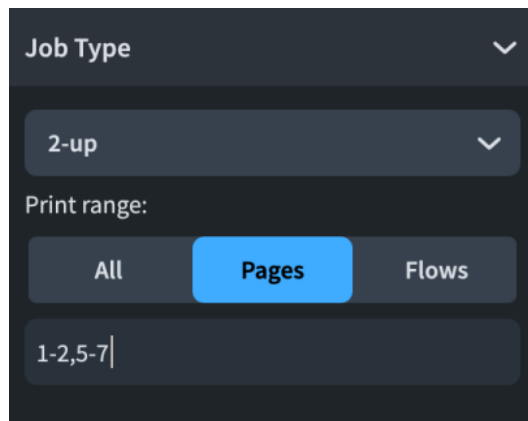 Job Type
2-up
Print range:
All Pages Flows
1-2,5-7